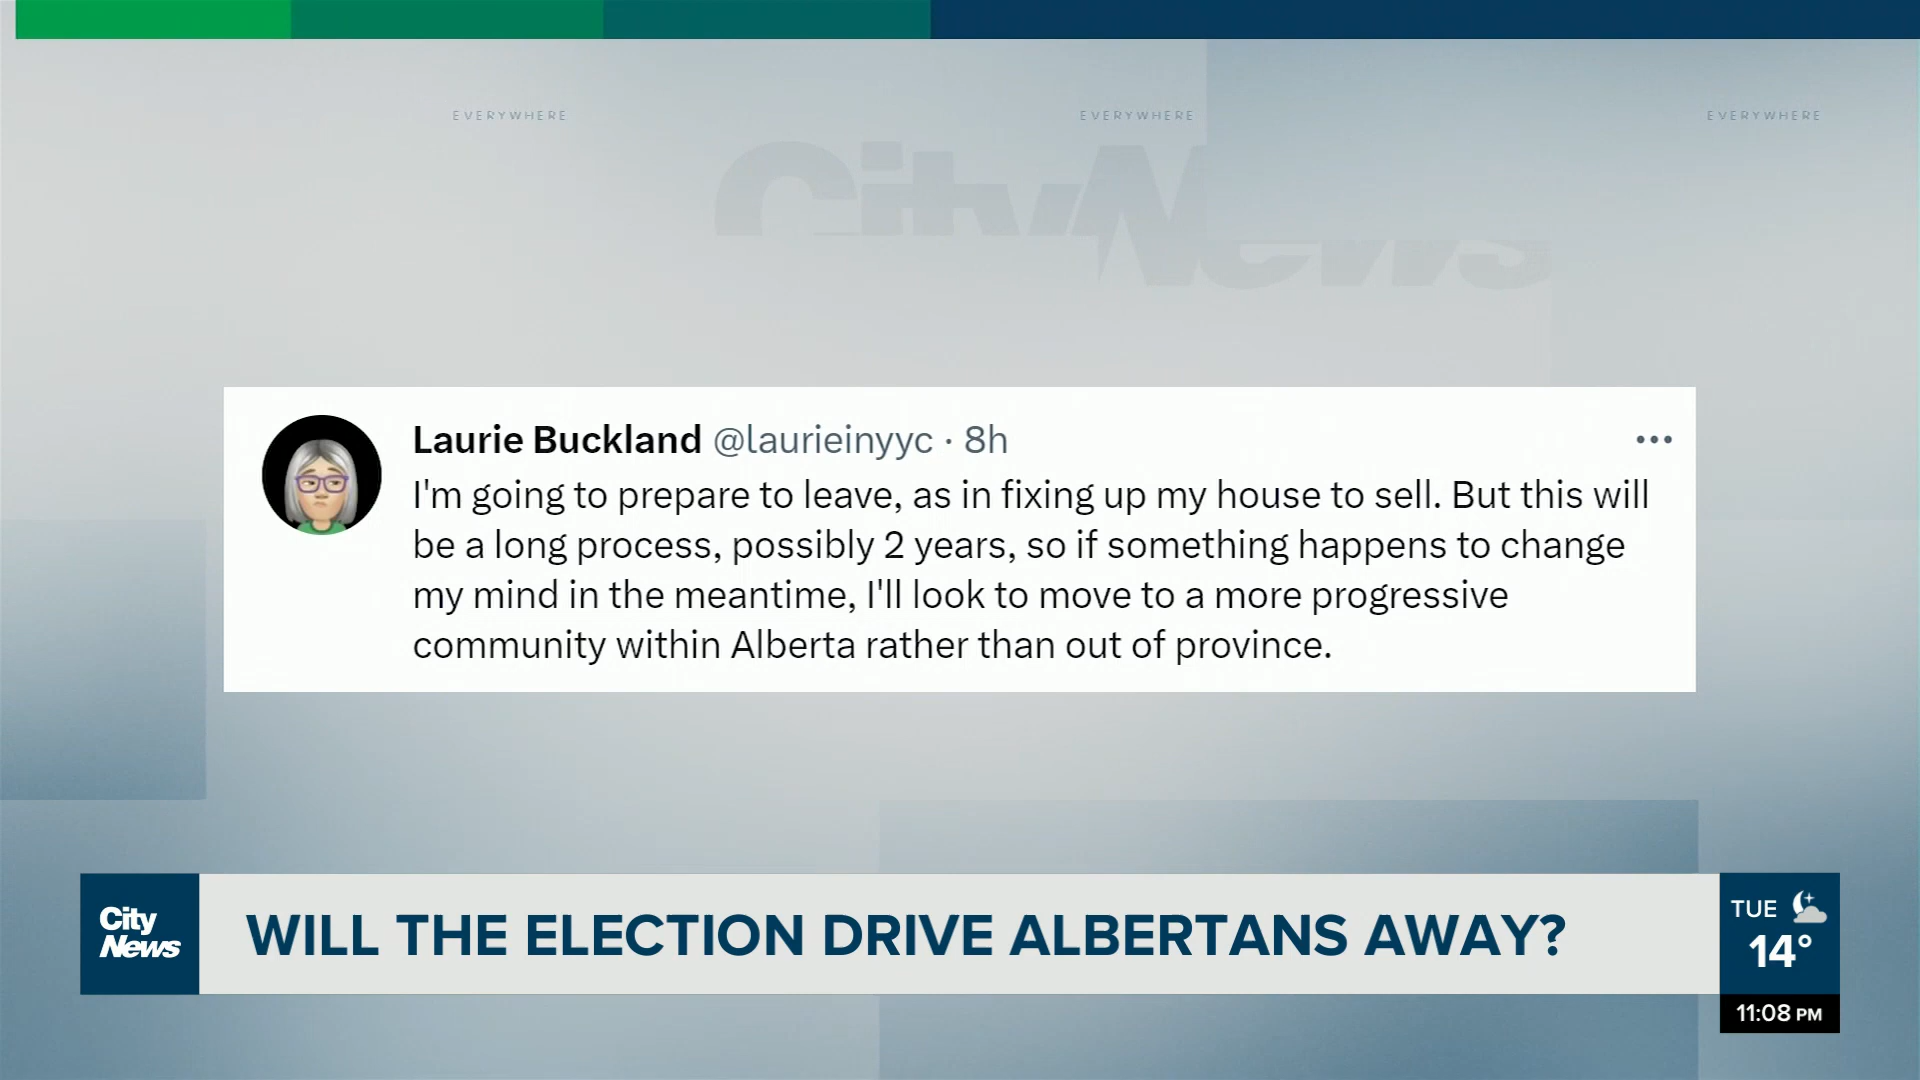 EVERYWHERE EVERYWHERE EVERYWHERE
CityNews
Laurie Buckland @laurieinyyc · 8h
I'm going to prepare to leave, as in fixing up my house to sell. But this will
be a long process, possibly 2 years, so if something happens to change
my mind in the meantime, I'll look to move to a more progressive
community within Alberta rather than out of province.
City
News
WILL THE ELECTION DRIVE ALBERTANS AWAY?
TUE
14°
11:08 PM